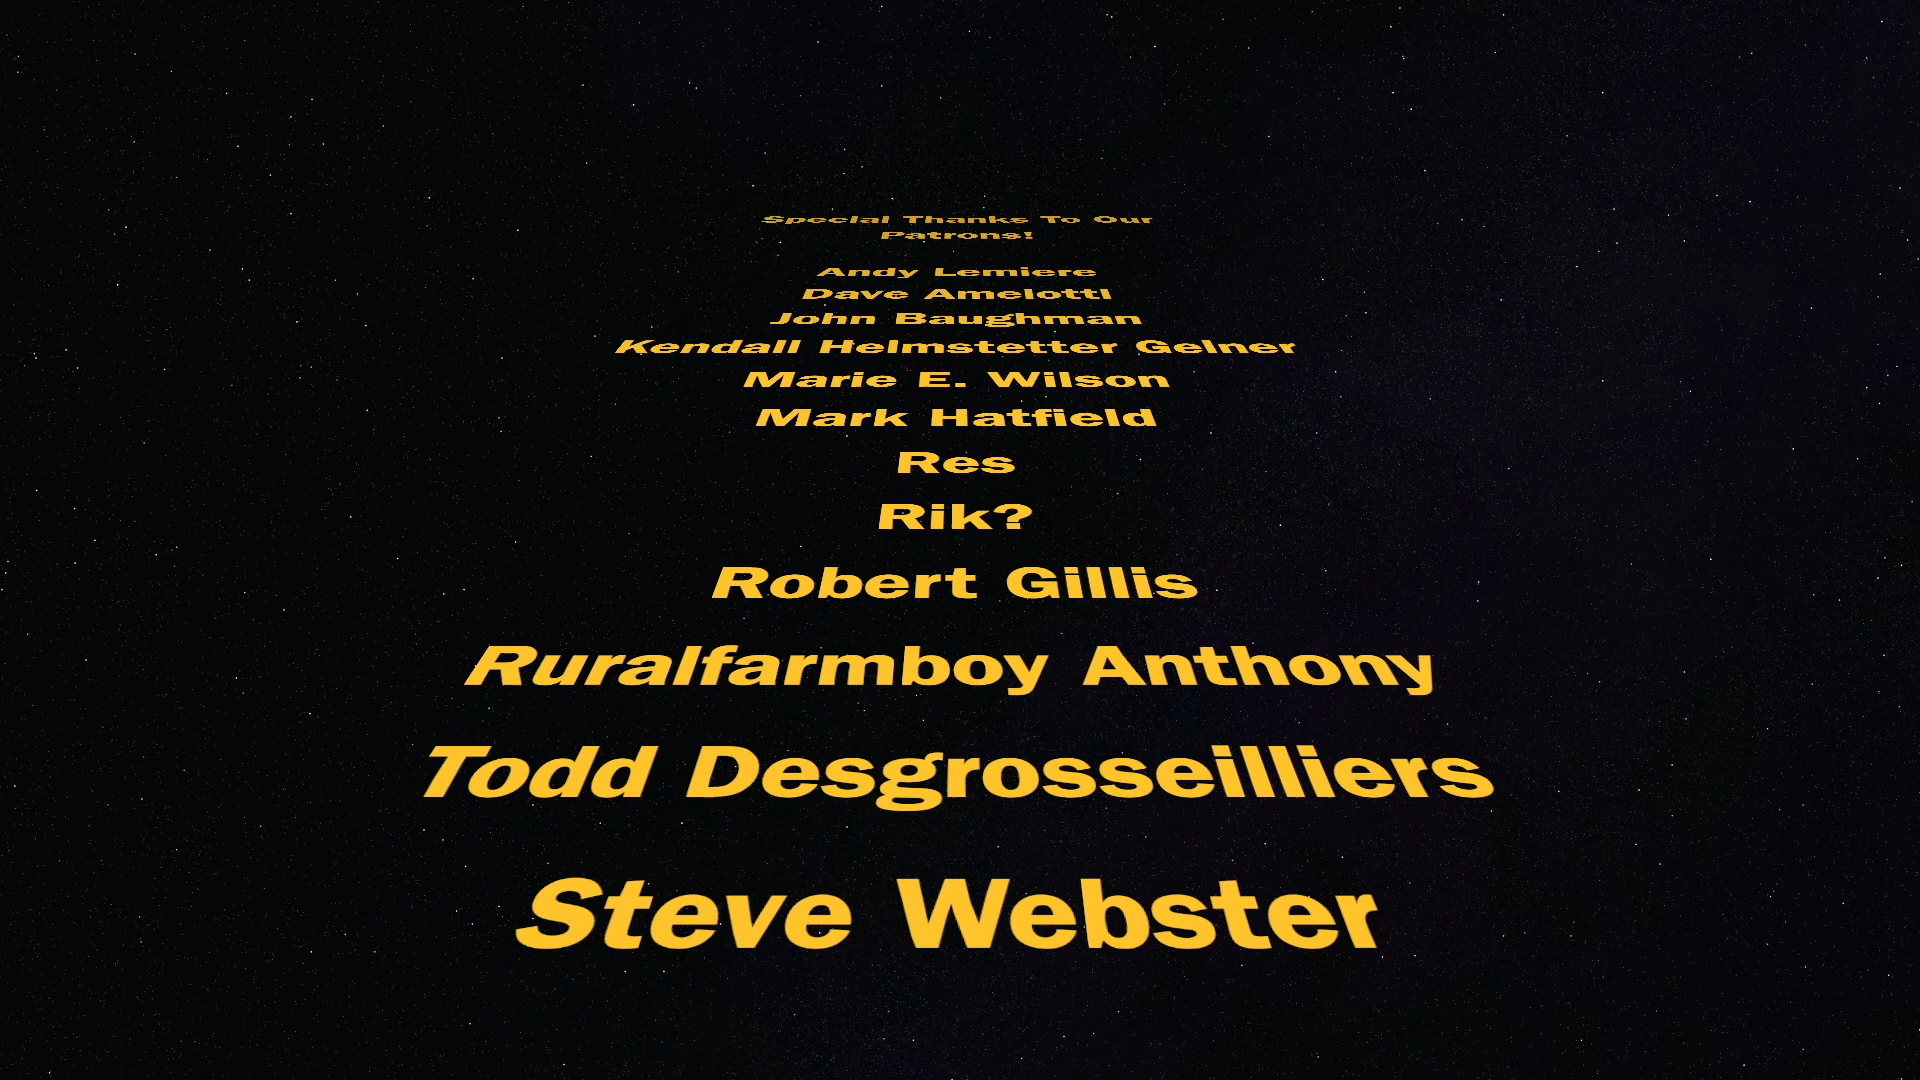 Special Thanks To Our
Patrons!
Andy Lemiere
Dave Amelotti
John Baughman
Kendall Helmstetter Gelner
Marie E. Wilson
Mark Hatfield
Res
Rik?
Robert Gillis
Ruralfarmboy Anthony
Todd Desgrosseilliers
Steve Webster